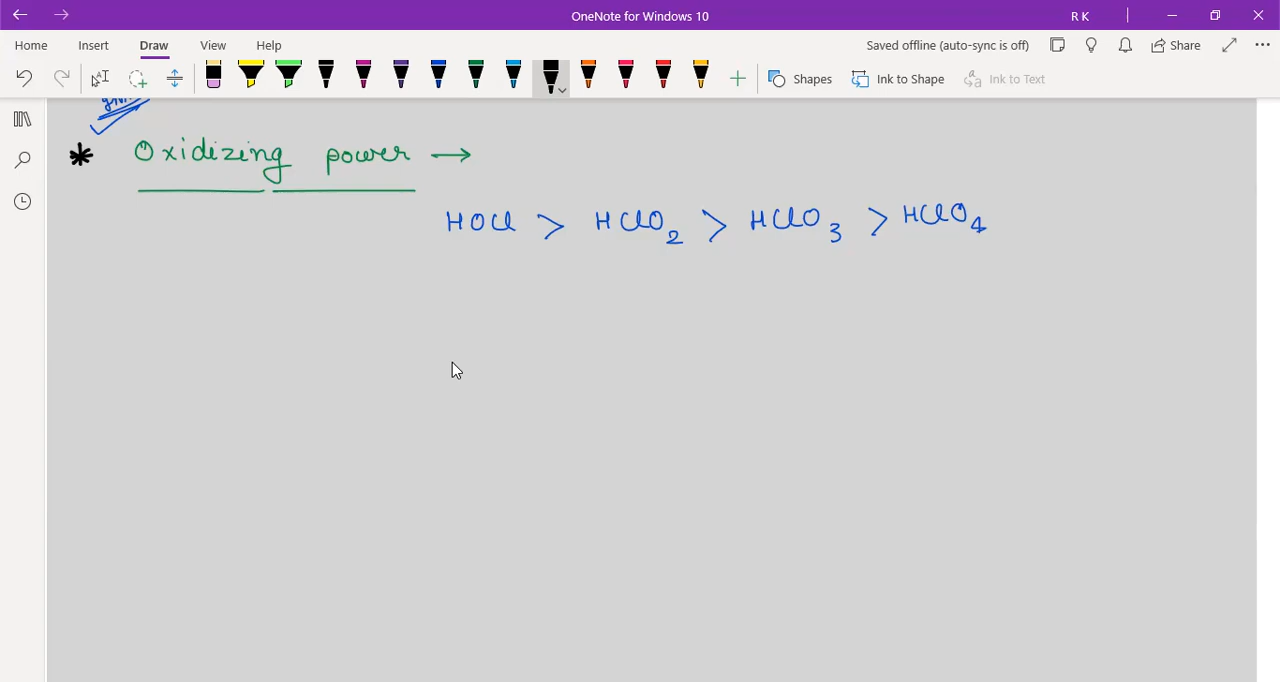 OneNote for Windows 10
R K
Home Insert Draw View Help
Saved offline (auto-sync is off) Share
Shapes Ink to Shape Ink to Text
* Oxidizing power →
HOCl > HClO₂ > HClO₃ > HClO₄